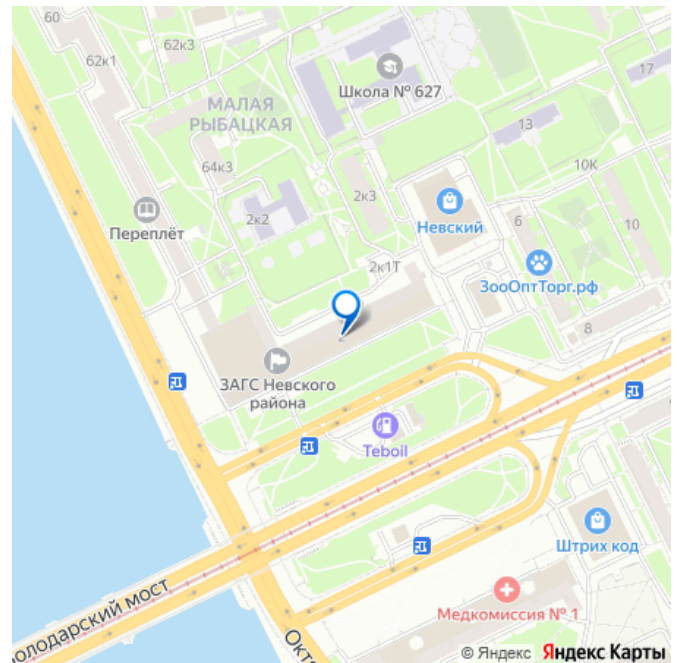 60
62к3
62к1
Школа № 627
17
МАЛАЯ
РЫБАЦКАЯ
13
64к3
10К
2к3
Переплёт
2к2
Невский
6
10
2к1Т
ЗооОптТорг.рф
8
2
ЗАГС Невского
района
Teboil
Штрих код
олодарский мост
Медкомиссия № 1
Окт
© Яндекс Яндекс Карты